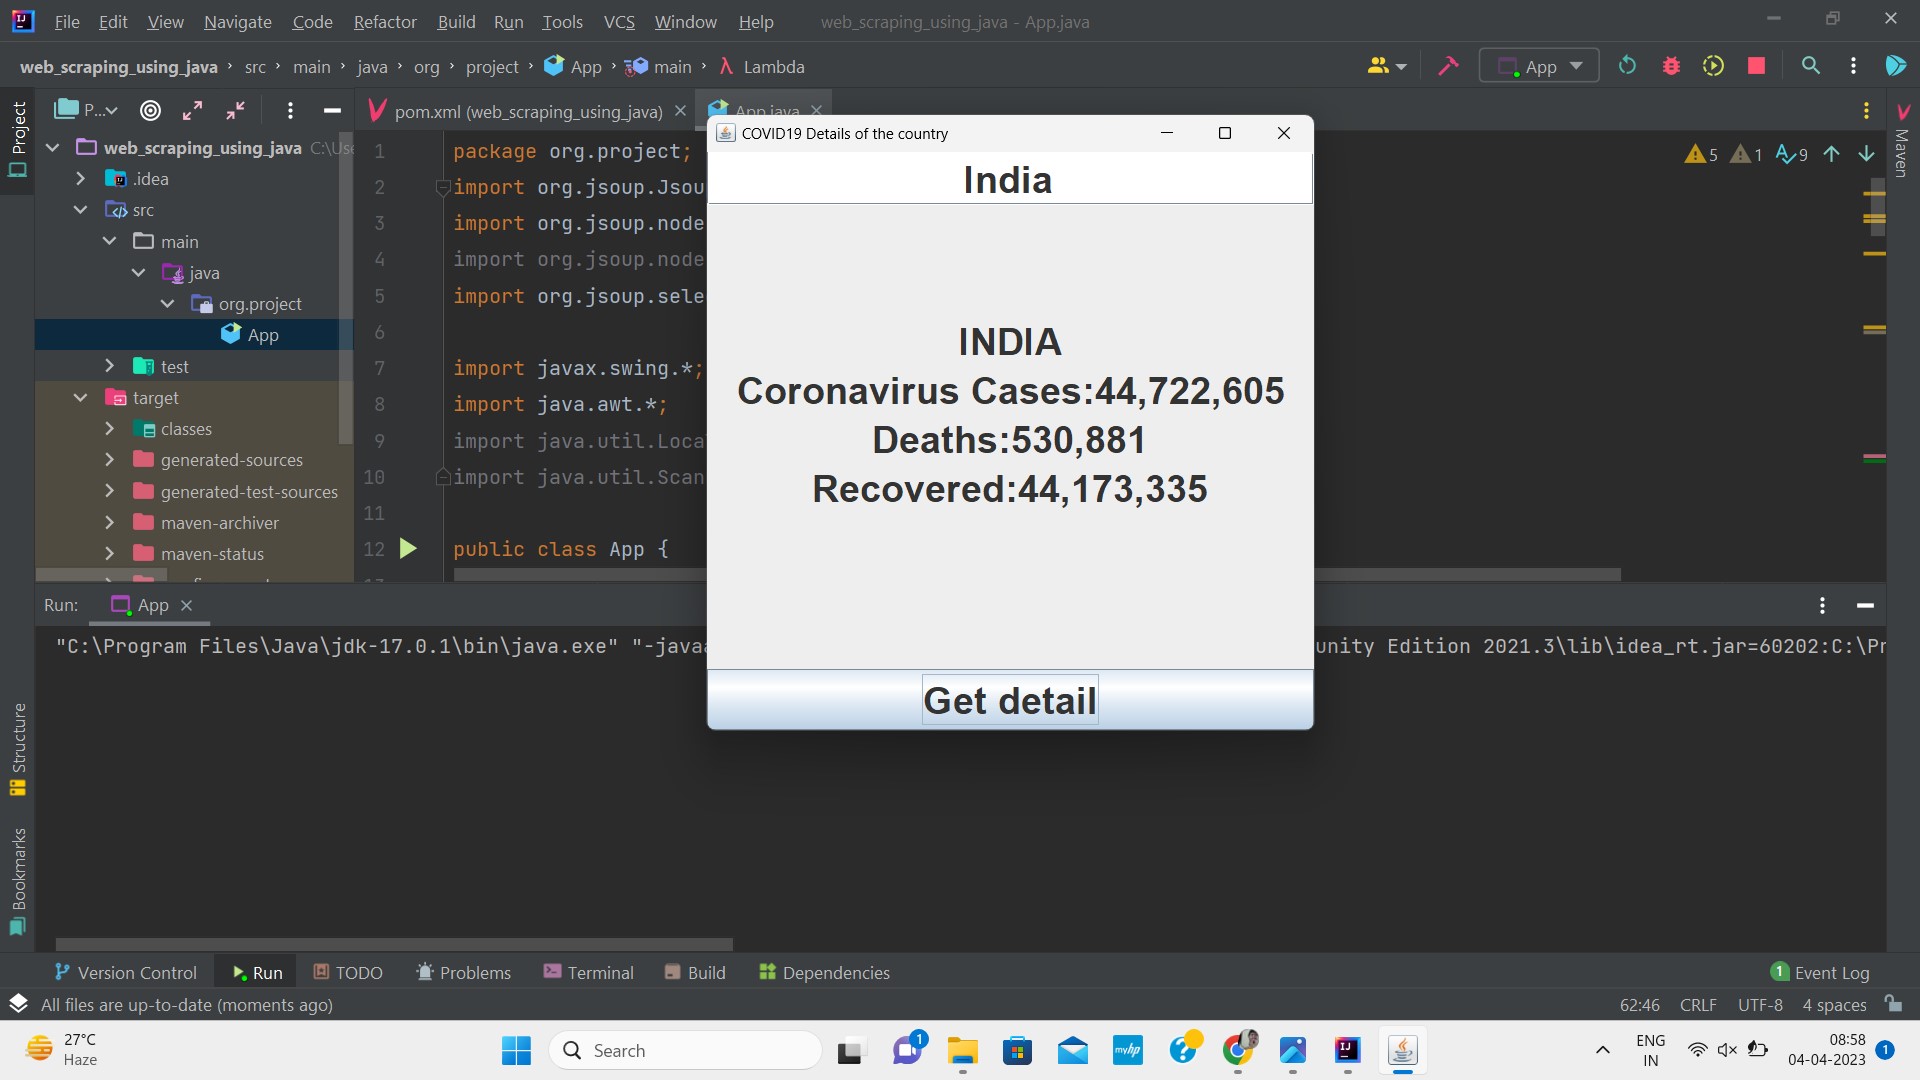 File Edit View Navigate Code Refactor Build Run Tools VCS Window Help web_scraping_using_java - App.java
web_scraping_using_java src main java org project App main Lambda
App
P...
pom.xml (web_scraping_using_java)
App.java
Project
web_scraping_using_java C:\Use
.idea
src
main
java
org.project
App
test
target
classes
generated-sources
generated-test-sources
maven-archiver
maven-status
1 package org.project;
2 import org.jsoup.Jsou
3 import org.jsoup.node
4 import org.jsoup.node
5 import org.jsoup.sele
6
7 import javax.swing.*;
8 import java.awt.*;
9 import java.util.Loca
10 import java.util.Scan
11
12 public class App {
5 1 9
Maven
COVID19 Details of the country
India
INDIA
Coronavirus Cases:44,722,605
Deaths:530,881
Recovered:44,173,335
Get detail
Run: App
"C:\Program Files\Java\jdk-17.0.1\bin\java.exe" "-java
unity Edition 2021.3\lib\idea_rt.jar=60202:C:\Pr
Structure
Bookmarks
Version Control Run TODO Problems Terminal Build Dependencies 1 Event Log
All files are up-to-date (moments ago) 62:46 CRLF UTF-8 4 spaces
27°C
Haze
Search
1
myhp
ENG
IN
08:58
04-04-2023
1